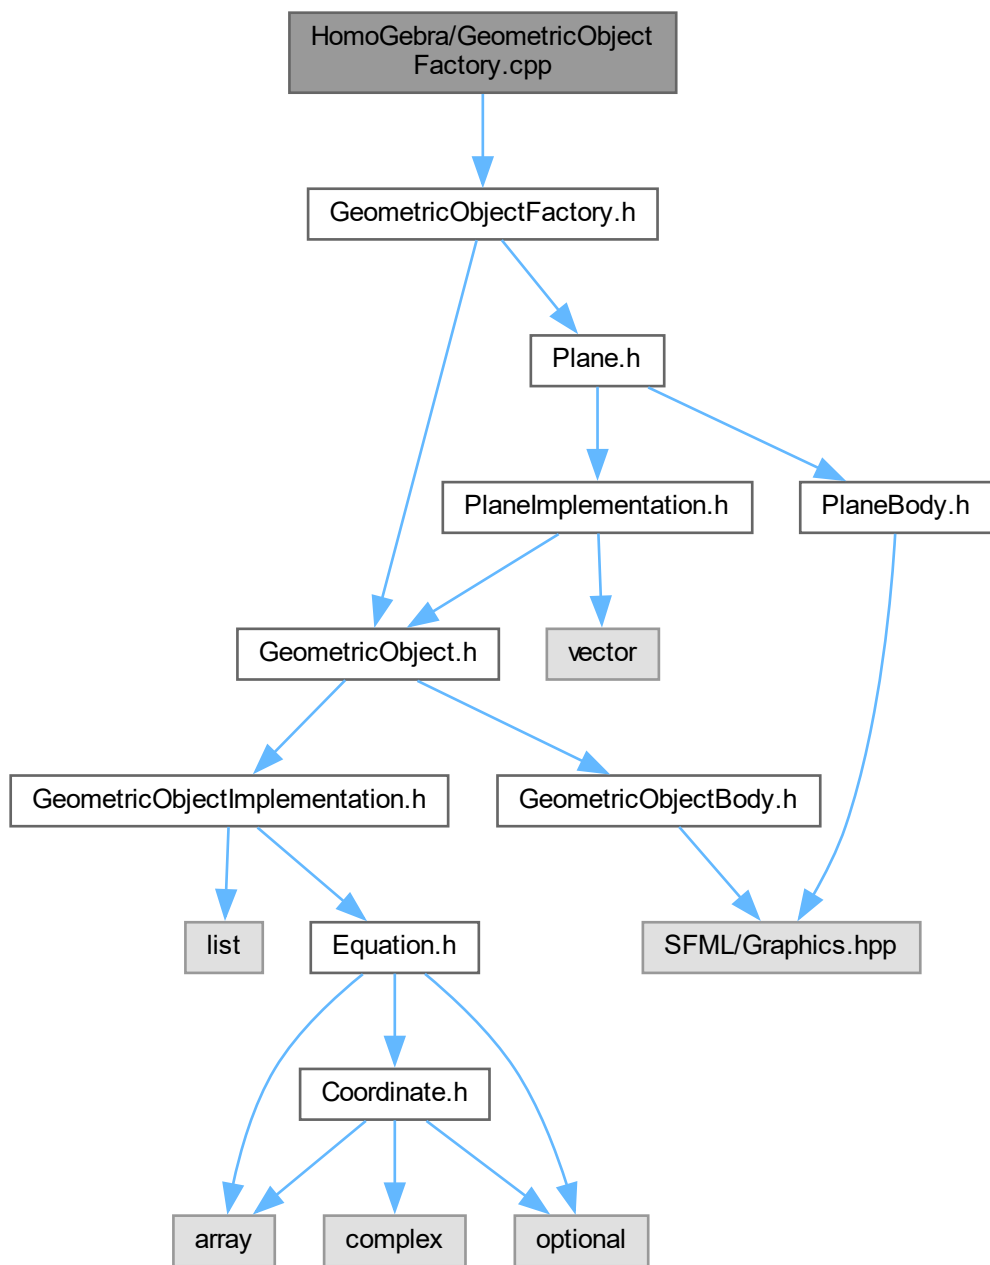 HomoGebra/GeometricObject
Factory.cpp
GeometricObjectFactory.h
Plane.h
PlaneImplementation.h
PlaneBody.h
GeometricObject.h
vector
GeometricObjectImplementation.h
GeometricObjectBody.h
list
Equation.h
SFML/Graphics.hpp
Coordinate.h
array
complex
optional